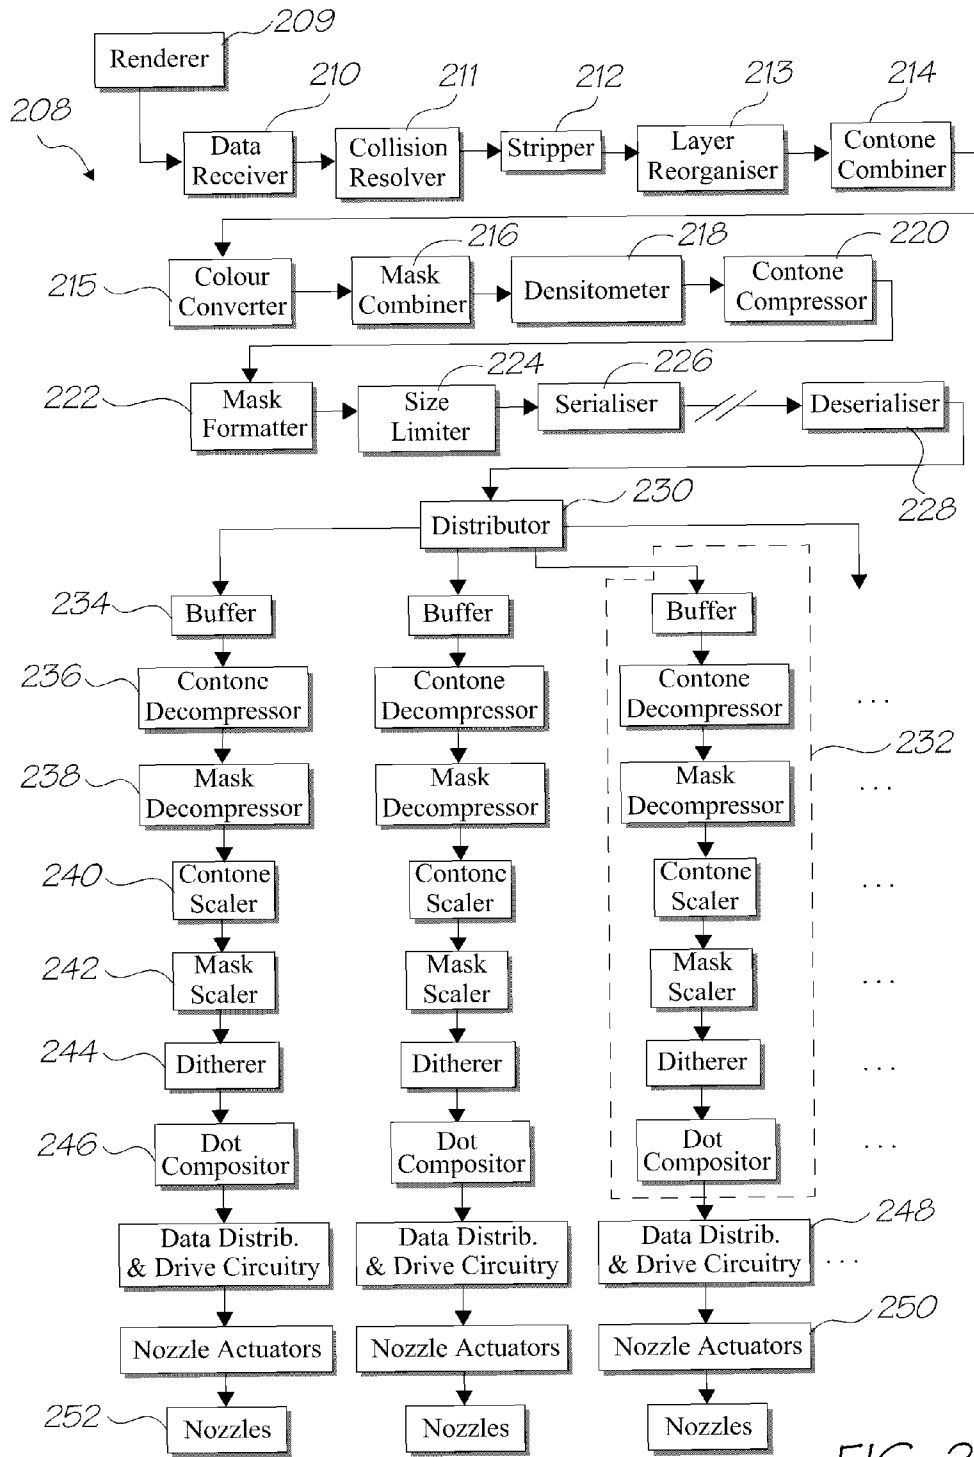 209
Renderer
208
210
211
212
213
214
Data
Receiver
Collision
Resolver
Stripper
Layer
Reorganiser
Contone
Combiner
215
216
218
220
Colour
Converter
Mask
Combiner
Densitometer
Contone
Compressor
222
224
226
Mask
Formatter
Size
Limiter
Serialiser
Deserialiser
228
230
Distributor
234
Buffer
Buffer
Buffer
236
Contone
Decompressor
Contone
Decompressor
Contone
Decompressor
...
232
238
Mask
Decompressor
Mask
Decompressor
Mask
Decompressor
...
240
Contone
Scaler
Contone
Scaler
Contone
Scaler
...
242
Mask
Scaler
Mask
Scaler
Mask
Scaler
...
244
Ditherer
Ditherer
Ditherer
...
246
Dot
Compositor
Dot
Compositor
Dot
Compositor
...
248
Data Distrib.
& Drive Circuitry
Data Distrib.
& Drive Circuitry
Data Distrib.
& Drive Circuitry
...
250
Nozzle Actuators
Nozzle Actuators
Nozzle Actuators
252
Nozzles
Nozzles
Nozzles